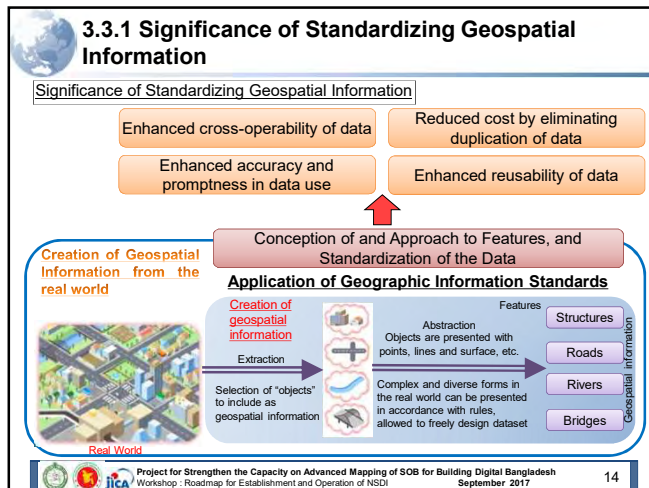 3.3.1 Significance of Standardizing Geospatial
Information
Significance of Standardizing Geospatial Information
Enhanced cross-operability of data
Reduced cost by eliminating
duplication of data
Enhanced accuracy and
promptness in data use
Enhanced reusability of data
Conception of and Approach to Features, and
Standardization of the Data
Creation of Geospatial
Information from the
real world
Application of Geographic Information Standards
Creation of
geospatial
information
Extraction
Selection of “objects”
to include as
geospatial information
Features
Abstraction
Objects are presented with
points, lines and surface, etc.
Complex and diverse forms in
the real world can be presented
in accordance with rules,
allowed to freely design dataset
Structures
Roads
Rivers
Bridges
Geospatial information
Real World
jica
Project for Strengthen the Capacity on Advanced Mapping of SOB for Building Digital Bangladesh
Workshop : Roadmap for Establishment and Operation of NSDI September 2017
14